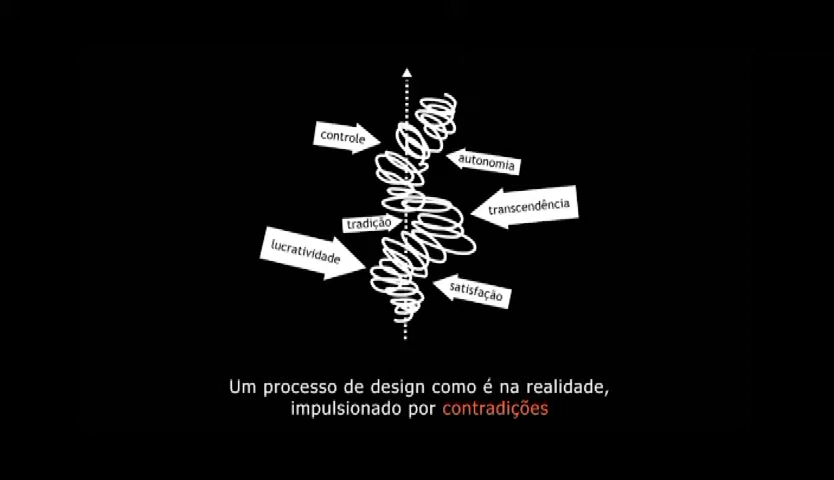 controle
autonomia
transcendência
tradição
lucratividade
satisfação
Um processo de design como é na realidade,
impulsionado por contradições